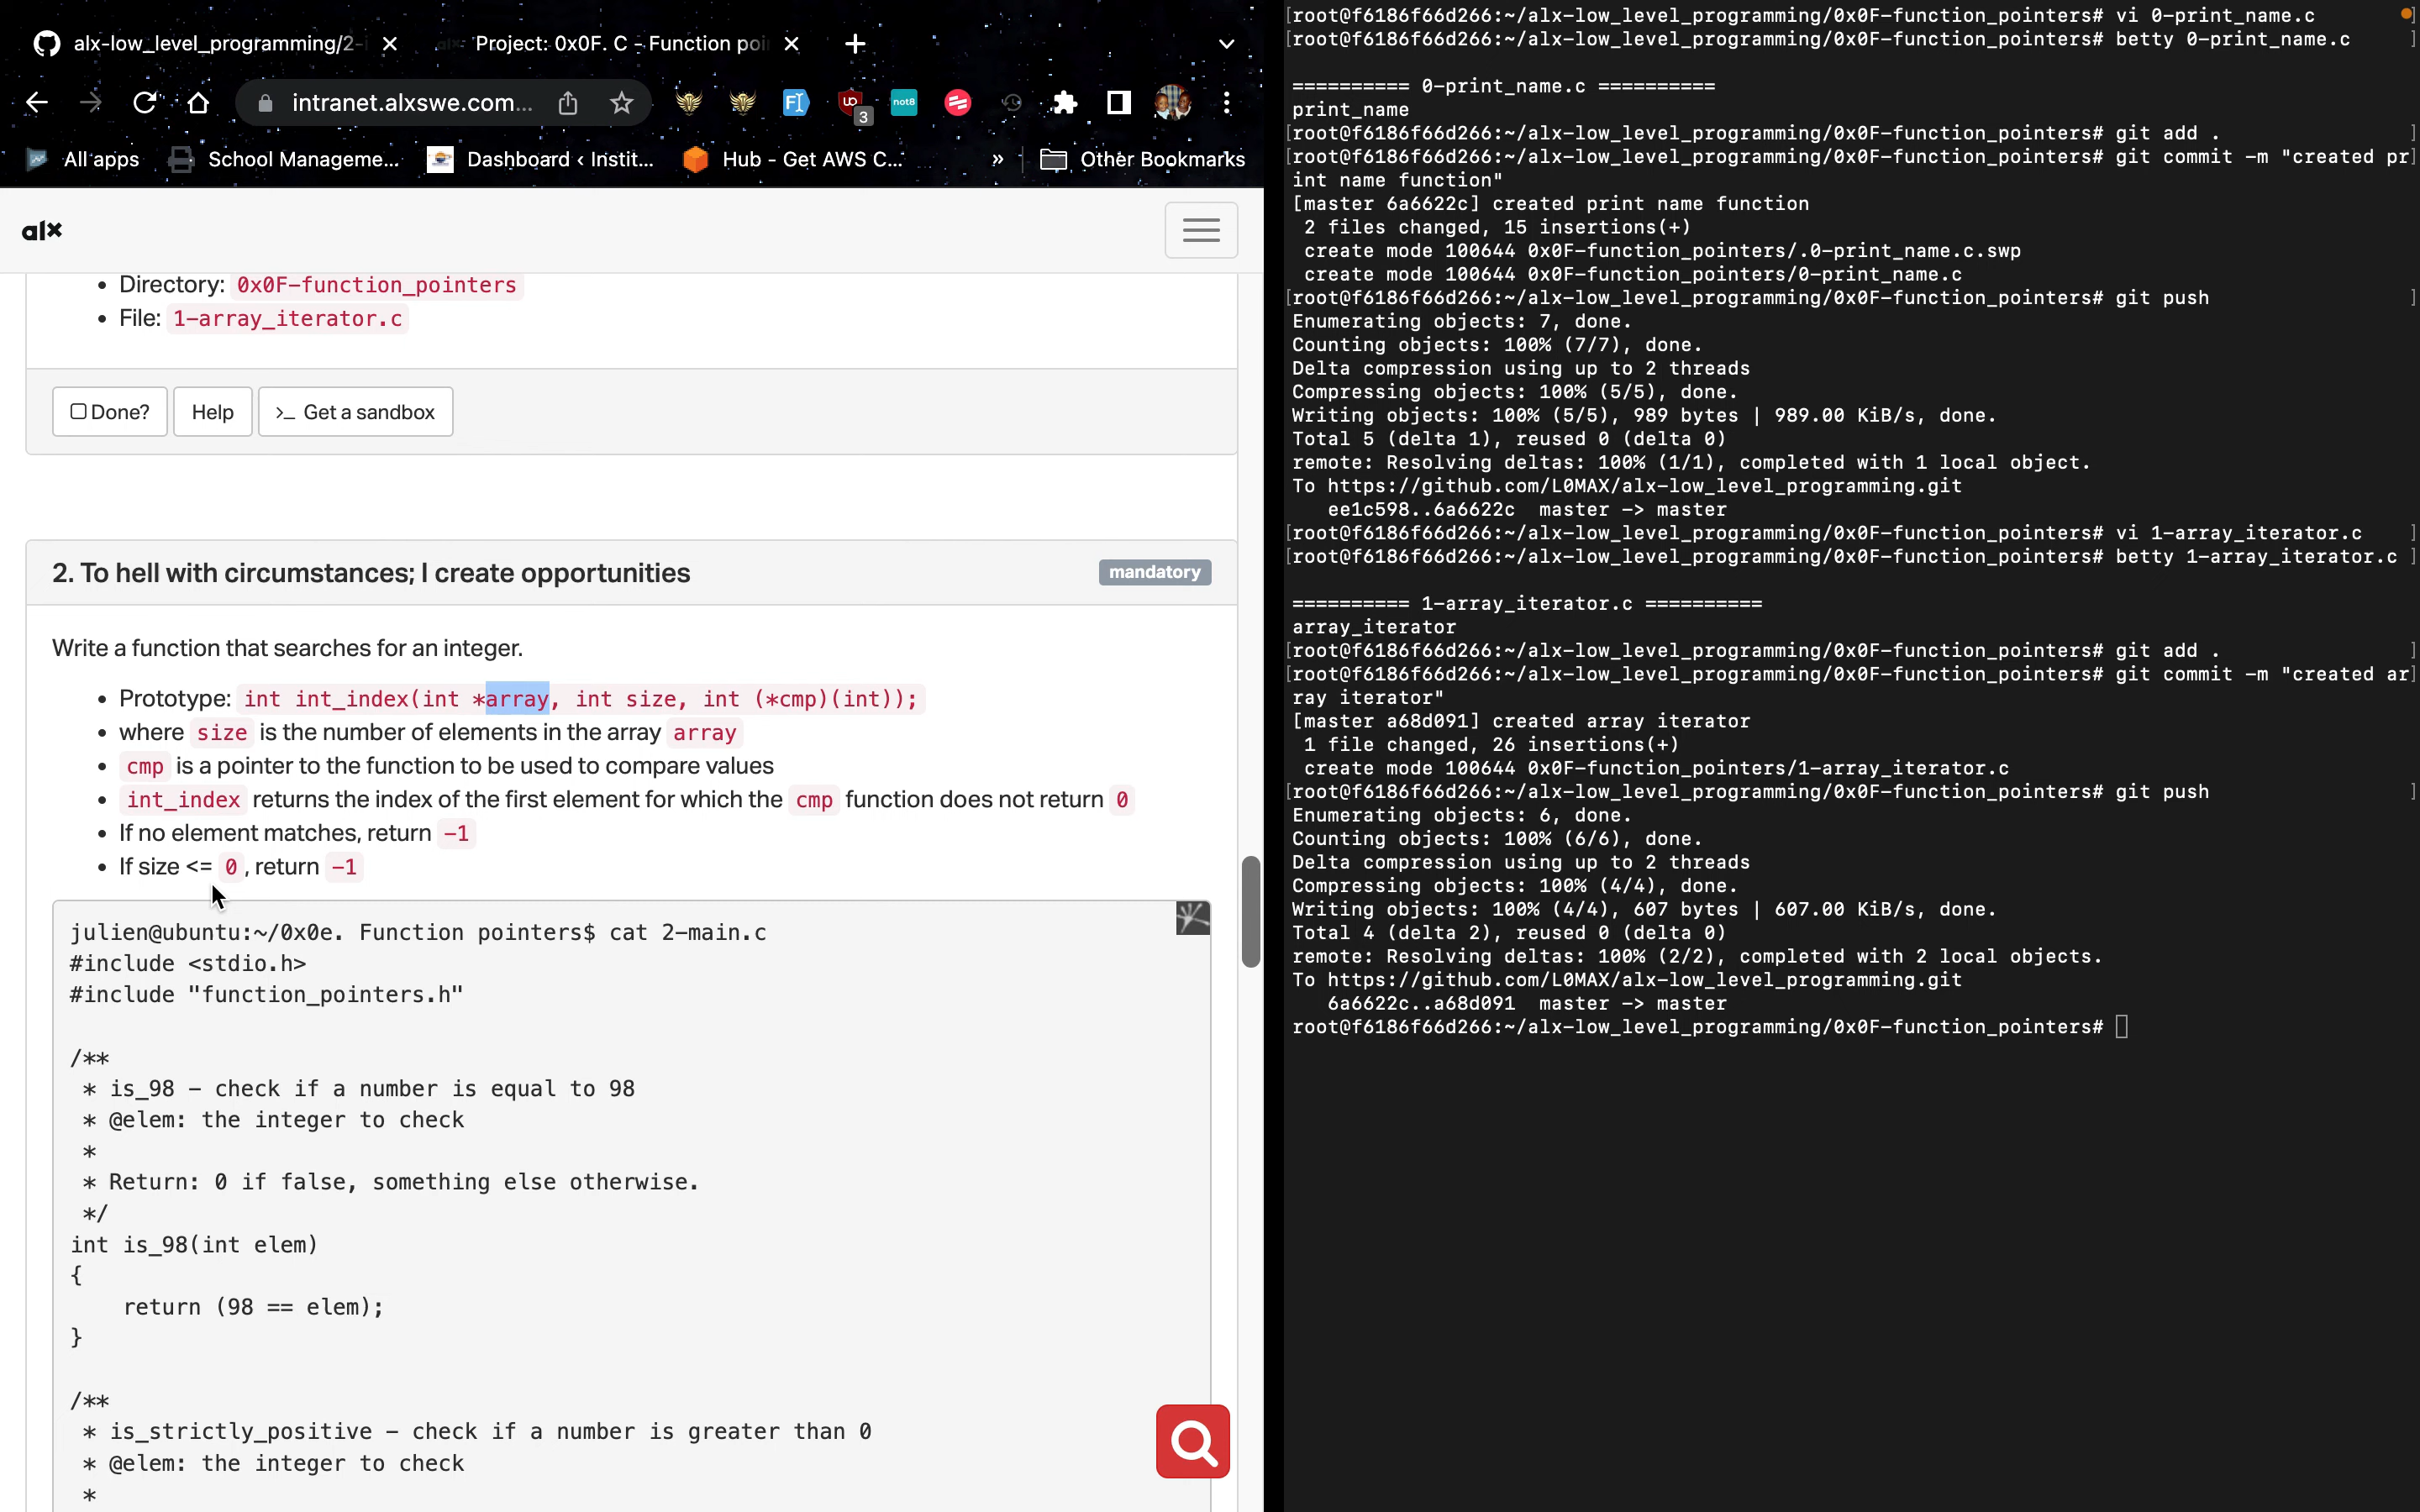 alx-low_level_programming/2-i
Project: 0x0F. C - Function poi
intranet.alxswe.com...
3
not8
All apps
School Manageme...
Dashboard ‹ Instit...
Hub - Get AWS C...
»
Other Bookmarks
alx
• Directory: 0x0F-function_pointers
• File: 1-array_iterator.c
Done?
Help
>_ Get a sandbox
2. To hell with circumstances; I create opportunities
mandatory
Write a function that searches for an integer.
• Prototype: int int_index(int *array, int size, int (*cmp)(int));
• where size is the number of elements in the array array
• cmp is a pointer to the function to be used to compare values
• int_index returns the index of the first element for which the cmp function does not return 0
• If no element matches, return -1
• If size <= 0, return -1
julien@ubuntu:~/0x0e. Function pointers$ cat 2-main.c
#include <stdio.h>
#include "function_pointers.h"
/**
* is_98 - check if a number is equal to 98
* @elem: the integer to check
*
* Return: 0 if false, something else otherwise.
*/
int is_98(int elem)
{
return (98 == elem);
}
/**
* is_strictly_positive - check if a number is greater than 0
* @elem: the integer to check
*
[root@f6186f66d266:~/alx-low_level_programming/0x0F-function_pointers# vi 0-print_name.c ]
[root@f6186f66d266:~/alx-low_level_programming/0x0F-function_pointers# betty 0-print_name.c ]
========== 0-print_name.c ==========
print_name
[root@f6186f66d266:~/alx-low_level_programming/0x0F-function_pointers# git add . ]
[root@f6186f66d266:~/alx-low_level_programming/0x0F-function_pointers# git commit -m "created pr]
int name function"
[master 6a6622c] created print name function
2 files changed, 15 insertions(+)
create mode 100644 0x0F-function_pointers/.0-print_name.c.swp
create mode 100644 0x0F-function_pointers/0-print_name.c
[root@f6186f66d266:~/alx-low_level_programming/0x0F-function_pointers# git push ]
Enumerating objects: 7, done.
Counting objects: 100% (7/7), done.
Delta compression using up to 2 threads
Compressing objects: 100% (5/5), done.
Writing objects: 100% (5/5), 989 bytes | 989.00 KiB/s, done.
Total 5 (delta 1), reused 0 (delta 0)
remote: Resolving deltas: 100% (1/1), completed with 1 local object.
To https://github.com/L0MAX/alx-low_level_programming.git
ee1c598..6a6622c master -> master
[root@f6186f66d266:~/alx-low_level_programming/0x0F-function_pointers# vi 1-array_iterator.c ]
[root@f6186f66d266:~/alx-low_level_programming/0x0F-function_pointers# betty 1-array_iterator.c ]
========== 1-array_iterator.c ==========
array_iterator
[root@f6186f66d266:~/alx-low_level_programming/0x0F-function_pointers# git add . ]
[root@f6186f66d266:~/alx-low_level_programming/0x0F-function_pointers# git commit -m "created ar]
ray iterator"
[master a68d091] created array iterator
1 file changed, 26 insertions(+)
create mode 100644 0x0F-function_pointers/1-array_iterator.c
[root@f6186f66d266:~/alx-low_level_programming/0x0F-function_pointers# git push ]
Enumerating objects: 6, done.
Counting objects: 100% (6/6), done.
Delta compression using up to 2 threads
Compressing objects: 100% (4/4), done.
Writing objects: 100% (4/4), 607 bytes | 607.00 KiB/s, done.
Total 4 (delta 2), reused 0 (delta 0)
remote: Resolving deltas: 100% (2/2), completed with 2 local objects.
To https://github.com/L0MAX/alx-low_level_programming.git
6a6622c..a68d091 master -> master
root@f6186f66d266:~/alx-low_level_programming/0x0F-function_pointers#